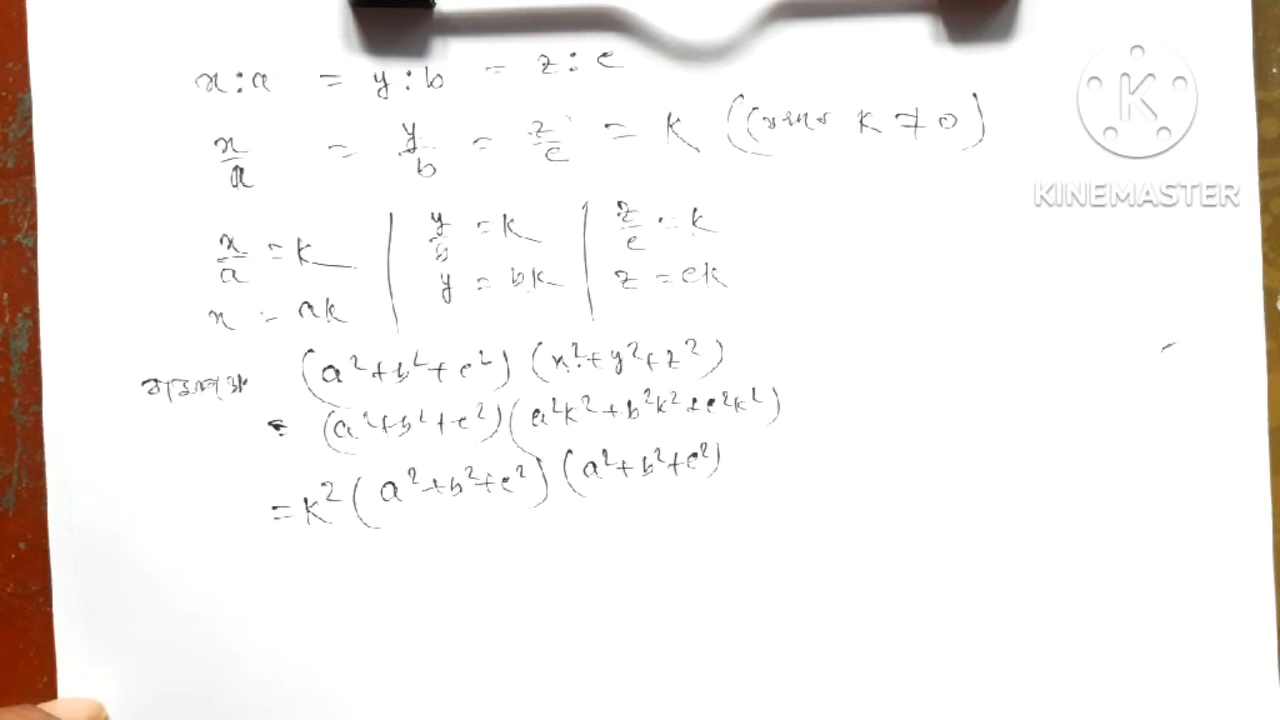 x : a = y : b = z : c
x/a = y/b = z/c = K (যেখানে K ≠ 0)
x/a = K | y/b = K | z/c = K
x = ak | y = bk | z = ck
বামপক্ষ (a²+b²+c²) (x²+y²+z²)
= (a²+b²+c²) (a²k²+b²k²+c²k²)
= K² (a²+b²+c²) (a²+b²+c²)
K
KINEMASTER